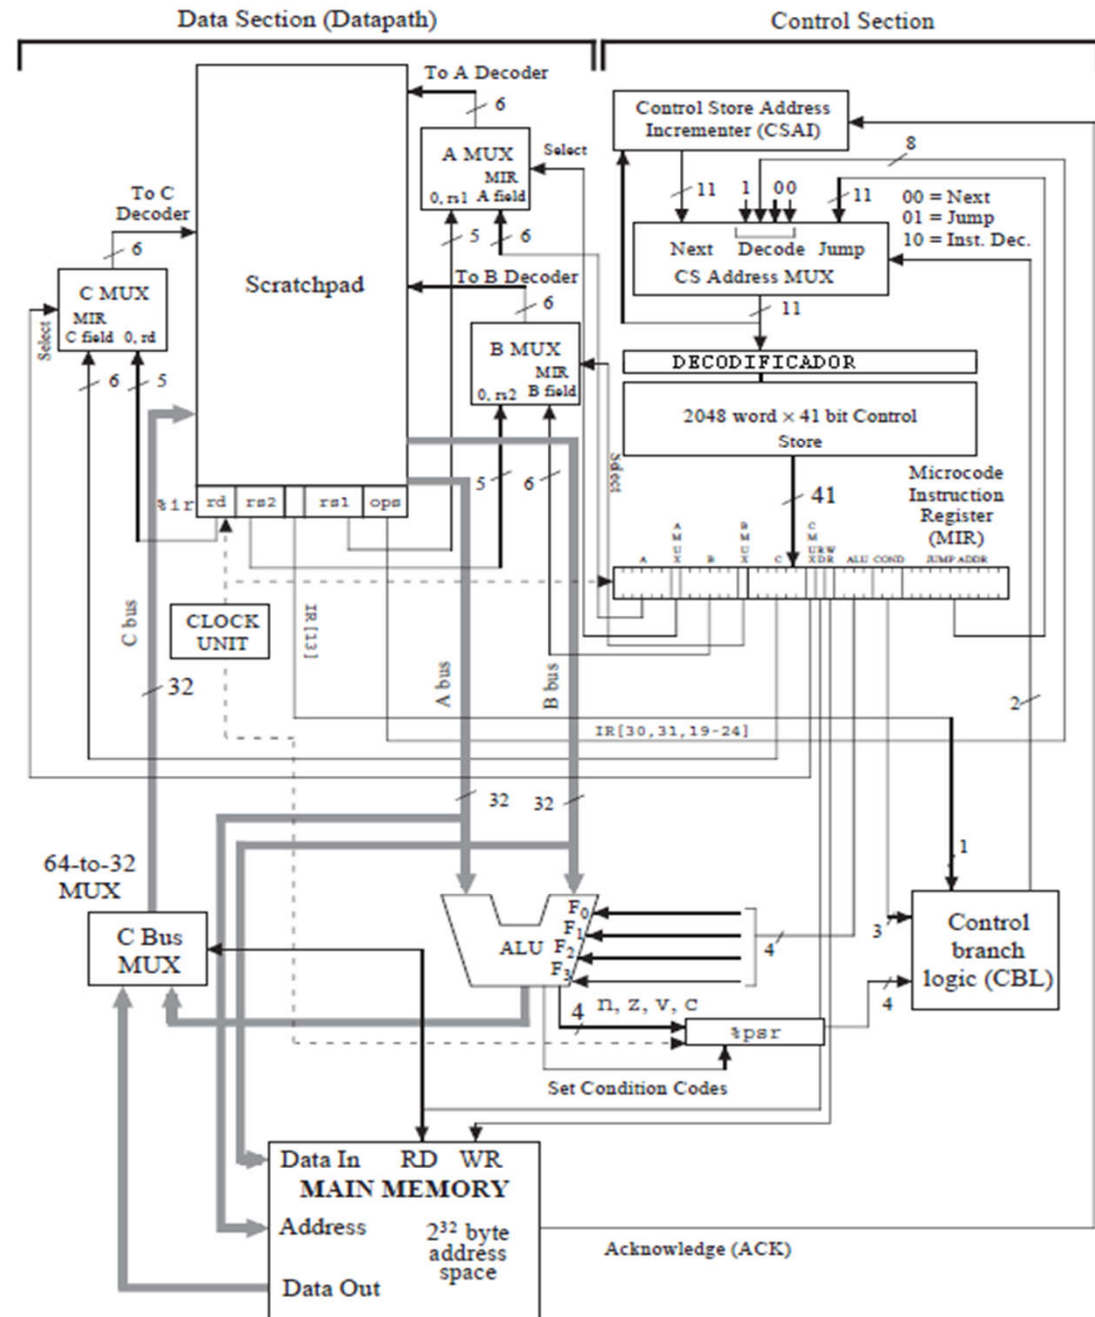 Data Section (Datapath)
Control Section
To A Decoder
6
A MUX
MIR
0, rs1 A field
Select
5
6
To C
Decoder
6
C MUX
MIR
C field 0, rd
Select
6
5
Scratchpad
To B Decoder
6
B MUX
MIR
0, rs2 B field
Select
5
6
%ir
rd
rs2
rs1
ops
Control Store Address
Incrementer (CSAI)
8
11
1
00
11
00 = Next
01 = Jump
10 = Inst. Dec.
Next Decode Jump
CS Address MUX
11
DECODIFICADOR
2048 word × 41 bit Control
Store
41
Microcode
Instruction
Register
(MIR)
A
AMUX
B
BMUX
C
CMUX
RD
WR
ALU
COND
JUMP ADDR
CLOCK
UNIT
IR[13]
C bus
32
A bus
B bus
IR[30,31,19-24]
2
32
32
64-to-32
MUX
C Bus
MUX
ALU
F0
F1
F2
F3
4
1
3
Control
branch
logic (CBL)
4
4
n, z, v, c
%psr
Set Condition Codes
Data In RD WR
MAIN MEMORY
Address
2³² byte
address
space
Data Out
Acknowledge (ACK)